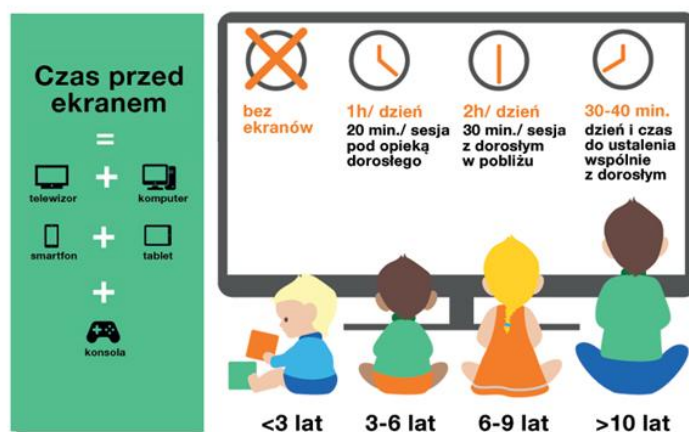 Czas przed
ekranem
=
telewizor + komputer
smartfon + tablet
+
konsola
bez
ekranów
1h/ dzień
20 min./ sesja
pod opieką
dorosłego
2h/ dzień
30 min./ sesja
z dorosłym
w pobliżu
30-40 min.
dzień i czas
do ustalenia
wspólnie
z dorosłym
<3 lat
3-6 lat
6-9 lat
>10 lat